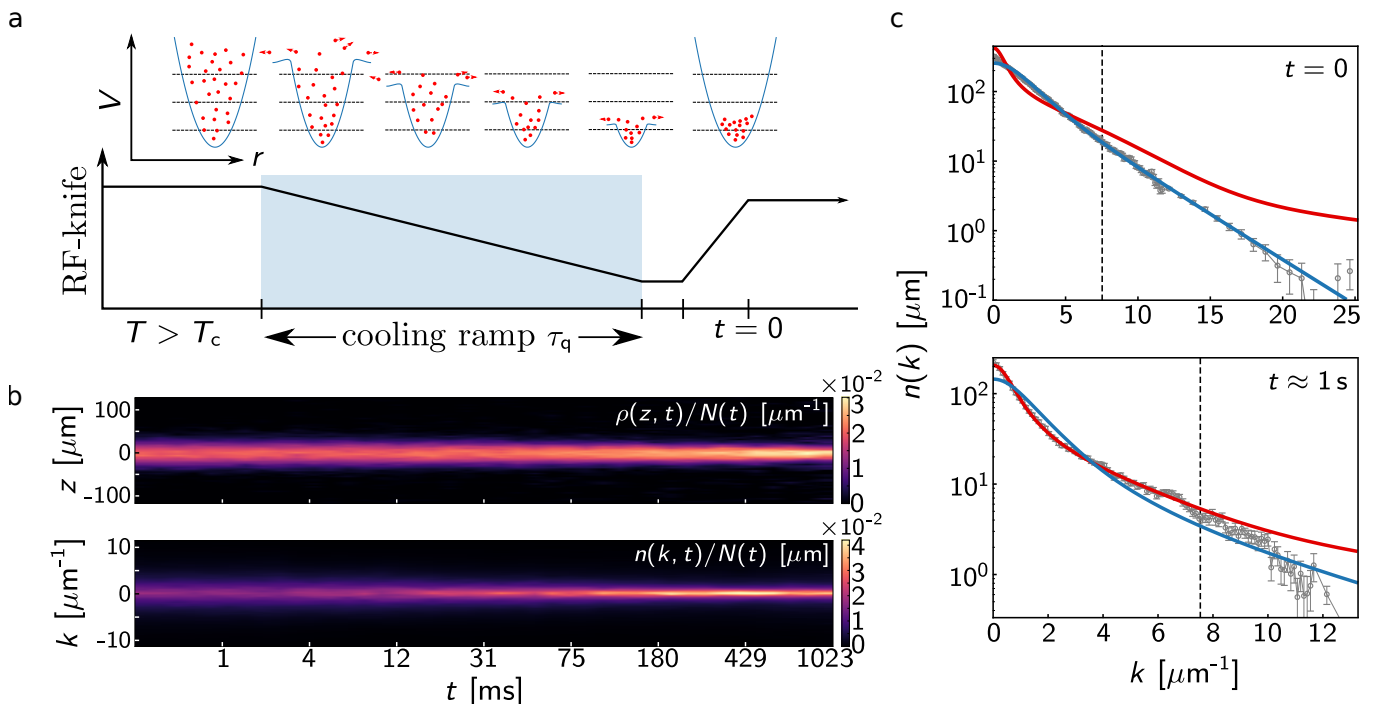 a
V
r
RF-knife
T > T_c
cooling ramp τ_q
t = 0
b
z [μm]
100
0
-100
ρ(z, t)/N(t) [μm⁻¹]
×10⁻²
3
2
1
0
k [μm⁻¹]
10
0
-10
n(k, t)/N(t) [μm]
×10⁻²
4
3
2
1
0
1 4 12 31 75 180 429 1023
t [ms]
c
n(k) [μm]
t = 0
10²
10¹
10⁰
10⁻¹
0 5 10 15 20 25
t ≈ 1 s
10²
10¹
10⁰
0 2 4 6 8 10 12
k [μm⁻¹]